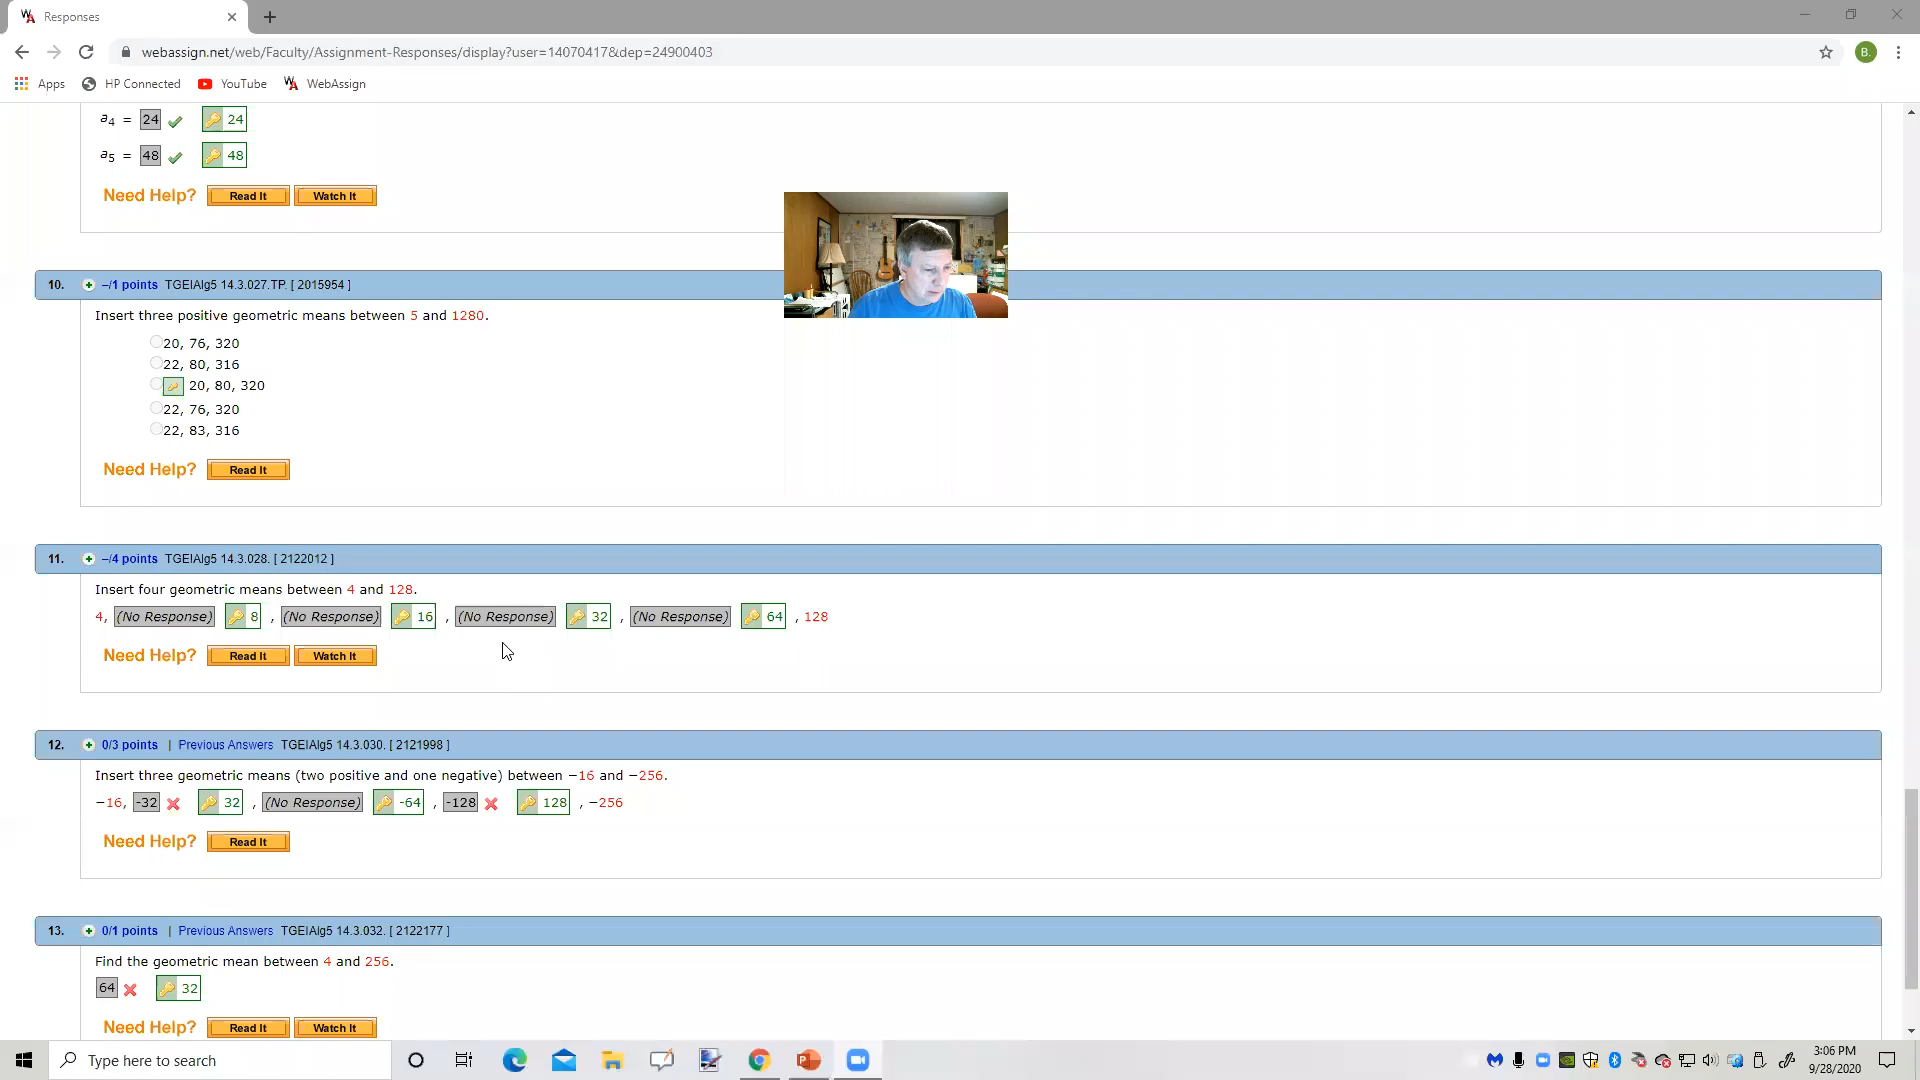 Responses
webassign.net/web/Faculty/Assignment-Responses/display?user=14070417&dep=24900403
B.
Apps HP Connected YouTube WebAssign
a4 = 24 24
a5 = 48 48
Need Help? Read It Watch It
10. –/1 points TGEIAlg5 14.3.027.TP. [ 2015954 ]
Insert three positive geometric means between 5 and 1280.
20, 76, 320
22, 80, 316
20, 80, 320
22, 76, 320
22, 83, 316
Need Help? Read It
11. –/4 points TGEIAlg5 14.3.028. [ 2122012 ]
Insert four geometric means between 4 and 128.
4, (No Response) 8 , (No Response) 16 , (No Response) 32 , (No Response) 64 , 128
Need Help? Read It Watch It
12. 0/3 points | Previous Answers TGEIAlg5 14.3.030. [ 2121998 ]
Insert three geometric means (two positive and one negative) between −16 and −256.
−16, -32 32 , (No Response) -64 , -128 128 , −256
Need Help? Read It
13. 0/1 points | Previous Answers TGEIAlg5 14.3.032. [ 2122177 ]
Find the geometric mean between 4 and 256.
64 32
Need Help? Read It Watch It
Type here to search
3:06 PM
9/28/2020